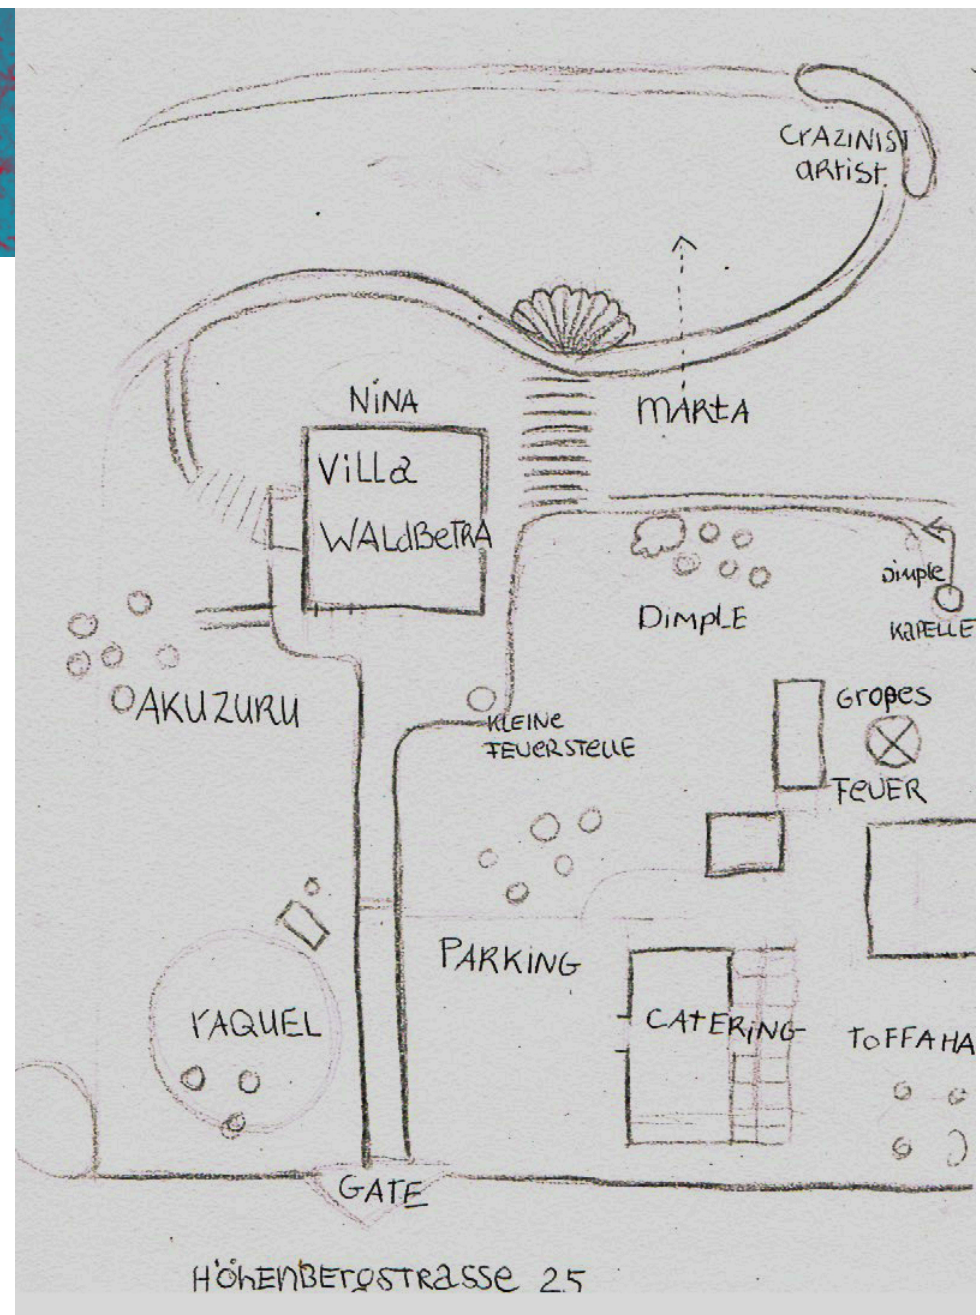 CrAZINIST
aRtist.
NiNA
MARtA
ViLLa
WALdBeTRA
Dimple
KaPELLE
DiMPLE
AKUZURU
GROßES
KLEINe
FEUERSTELLE
FeUER
PARKING
rAQUEL
CAtERiNG
ToFFAHA
GATE
HÖhENBErgSTRasse 25